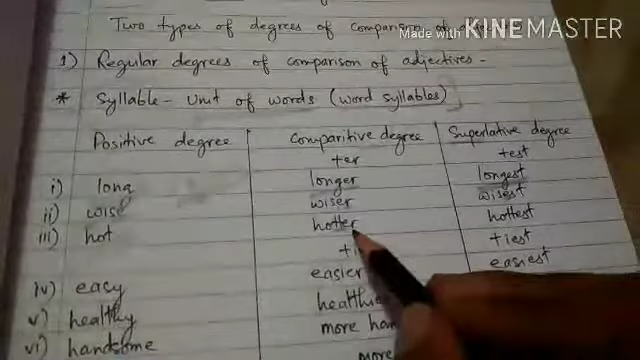 Made with KINEMASTER
Two types of degrees of comparison of
1) Regular degrees of comparison of adjectives -
* Syllable - Unit of words (word syllables)
Positive degree Comparitive degree Superlative degree
+er +est
i) long longer longest
ii) wise wiser wisest
iii) hot hotter hottest
+iest
iv) easy easier easiest
v) healthy
vi) handsome more
more